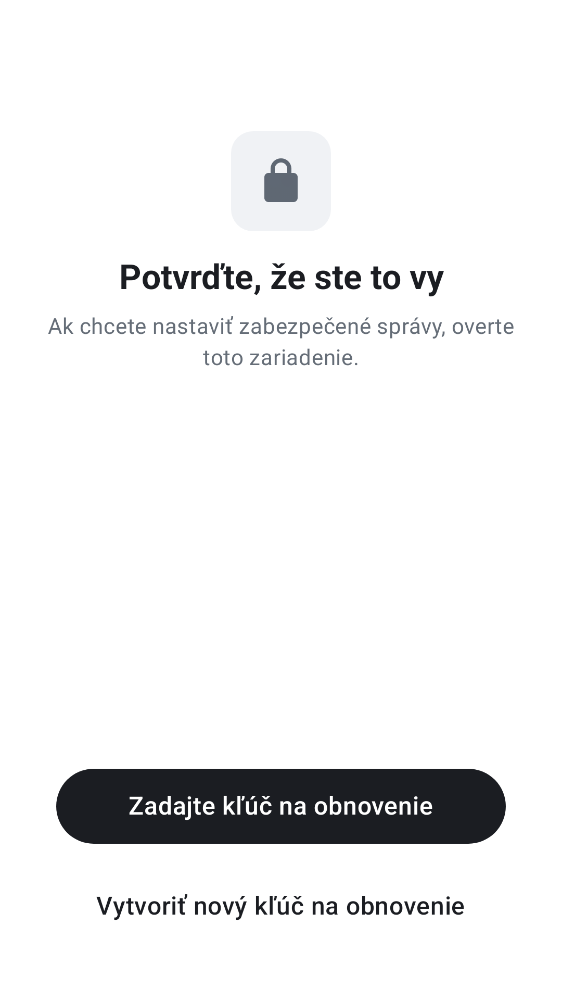 Potvrďte, že ste to vy
Ak chcete nastaviť zabezpečené správy, overte
toto zariadenie.
Zadajte kľúč na obnovenie
Vytvoriť nový kľúč na obnovenie